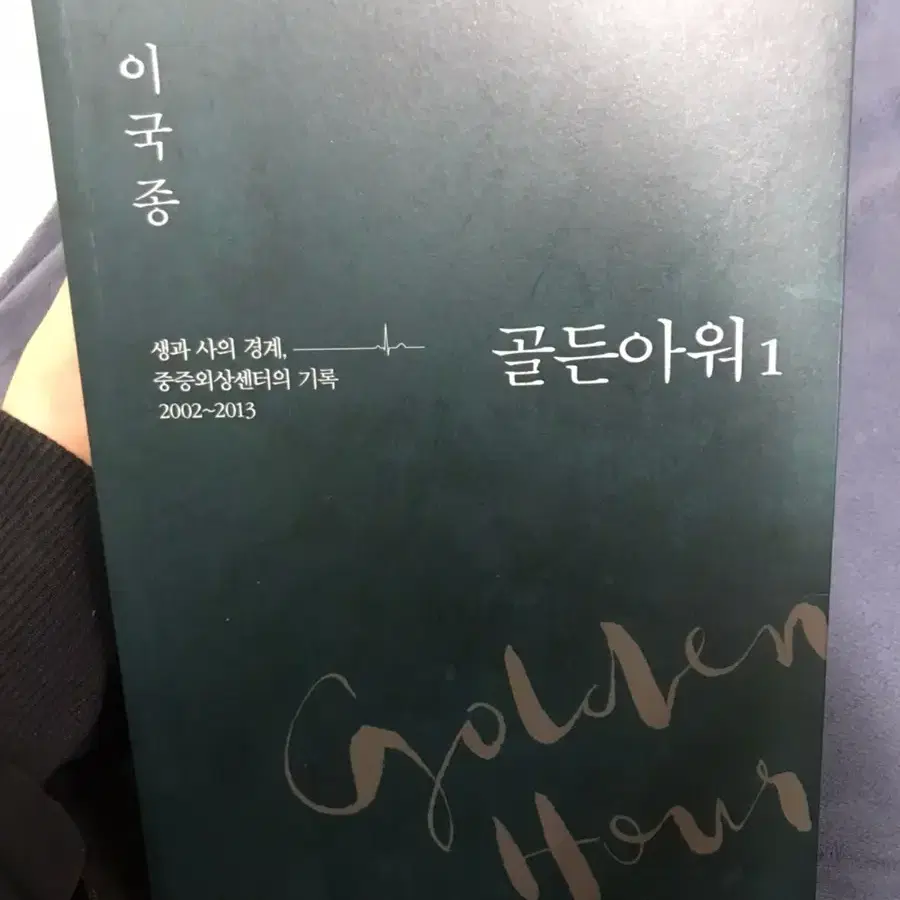 이국종
생과 사의 경계,
중증외상센터의 기록
2002~2013
골든아워 1
Golden
Hour